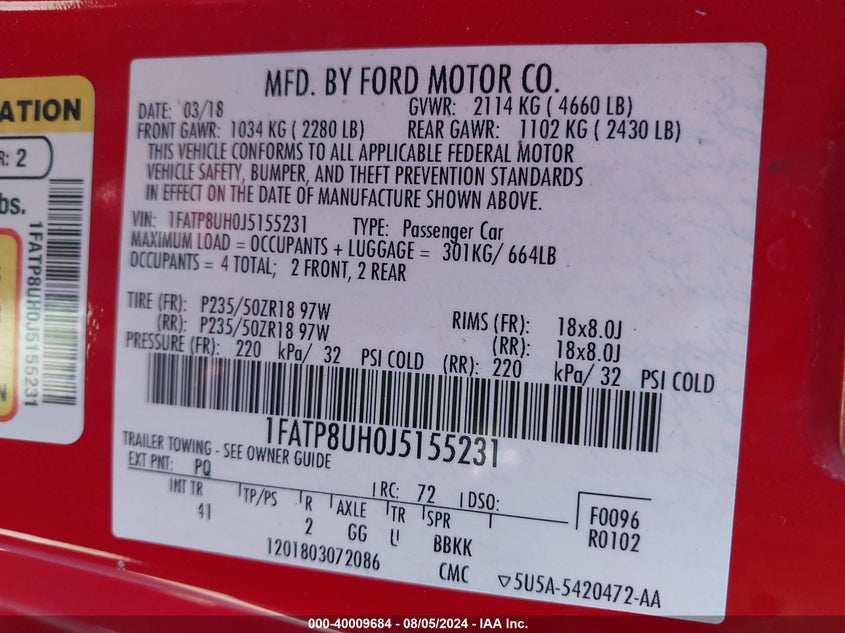 ATION
R: 2
bs.
1FATP8UH0J5155231
N
MFD. BY FORD MOTOR CO.
DATE: 03/18 GVWR: 2114 KG ( 4660 LB)
FRONT GAWR: 1034 KG ( 2280 LB) REAR GAWR: 1102 KG ( 2430 LB)
THIS VEHICLE CONFORMS TO ALL APPLICABLE FEDERAL MOTOR
VEHICLE SAFETY, BUMPER, AND THEFT PREVENTION STANDARDS
IN EFFECT ON THE DATE OF MANUFACTURE SHOWN ABOVE.
VIN: 1FATP8UH0J5155231 TYPE: Passenger Car
MAXIMUM LOAD = OCCUPANTS + LUGGAGE = 301KG/ 664LB
OCCUPANTS = 4 TOTAL; 2 FRONT, 2 REAR
TIRE (FR): P235/50ZR18 97W RIMS (FR): 18x8.0J
(RR): P235/50ZR18 97W (RR): 18x8.0J
PRESSURE (FR): 220 kPa/ 32 PSI COLD (RR): 220 kPa/ 32 PSI COLD
1FATP8UH0J5155231
TRAILER TOWING - SEE OWNER GUIDE
EXT PNT: PQ RC: 72 DSO:
INT TR TP/PS R AXLE TR SPR F0096
41 2 GG U BBKK R0102
1201803072086 CMC ▽5U5A-5420472-AA
000-40009684 - 08/05/2024 - IAA Inc.